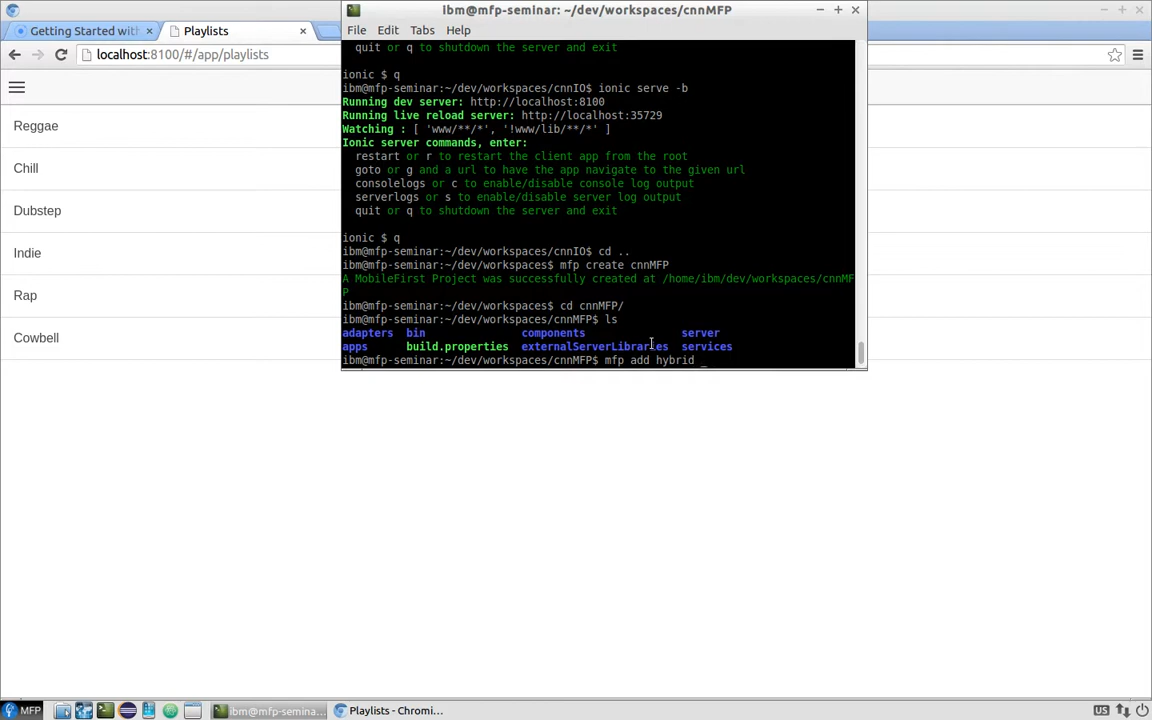 ibm@mfp-seminar: ~/dev/workspaces/cnnMFP
Getting Started with
Playlists
localhost:8100/#/app/playlists
Reggae
Chill
Dubstep
Indie
Rap
Cowbell
File Edit Tabs Help
quit or q to shutdown the server and exit
ionic $ q
ibm@mfp-seminar:~/dev/workspaces/cnnIO$ ionic serve -b
Running dev server: http://localhost:8100
Running live reload server: http://localhost:35729
Watching : [ 'www/**/*', '!www/lib/**/*' ]
Ionic server commands, enter:
restart or r to restart the client app from the root
goto or g and a url to have the app navigate to the given url
consolelogs or c to enable/disable console log output
serverlogs or s to enable/disable server log output
quit or q to shutdown the server and exit
ionic $ q
ibm@mfp-seminar:~/dev/workspaces/cnnIO$ cd ..
ibm@mfp-seminar:~/dev/workspaces$ mfp create cnnMFP
A MobileFirst Project was successfully created at /home/ibm/dev/workspaces/cnnMF
P
ibm@mfp-seminar:~/dev/workspaces$ cd cnnMFP/
ibm@mfp-seminar:~/dev/workspaces/cnnMFP$ ls
adapters bin components server
apps build.properties externalServerLibraries services
ibm@mfp-seminar:~/dev/workspaces/cnnMFP$ mfp add hybrid _
MFP
ibm@mfp-semina...
Playlists - Chromi...
US